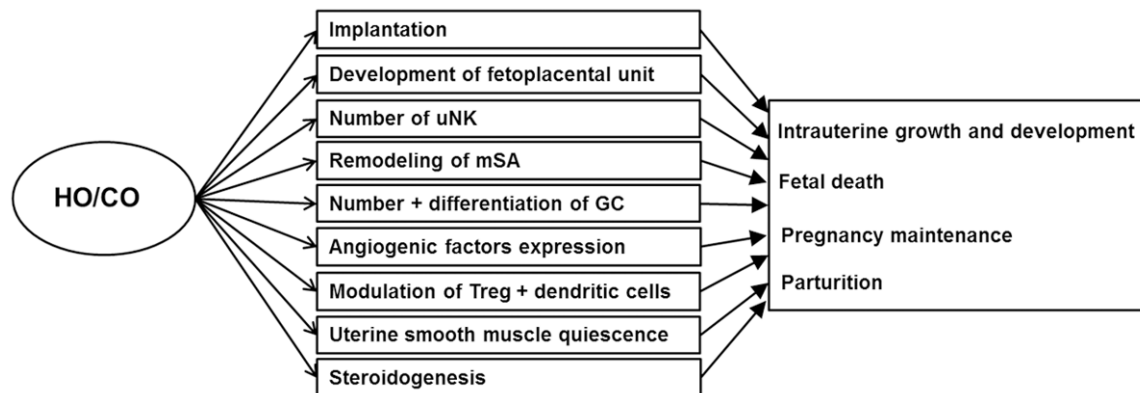 HO/CO
Implantation
Development of fetoplacental unit
Number of uNK
Remodeling of mSA
Number + differentiation of GC
Angiogenic factors expression
Modulation of Treg + dendritic cells
Uterine smooth muscle quiescence
Steroidogenesis
Intrauterine growth and development
Fetal death
Pregnancy maintenance
Parturition